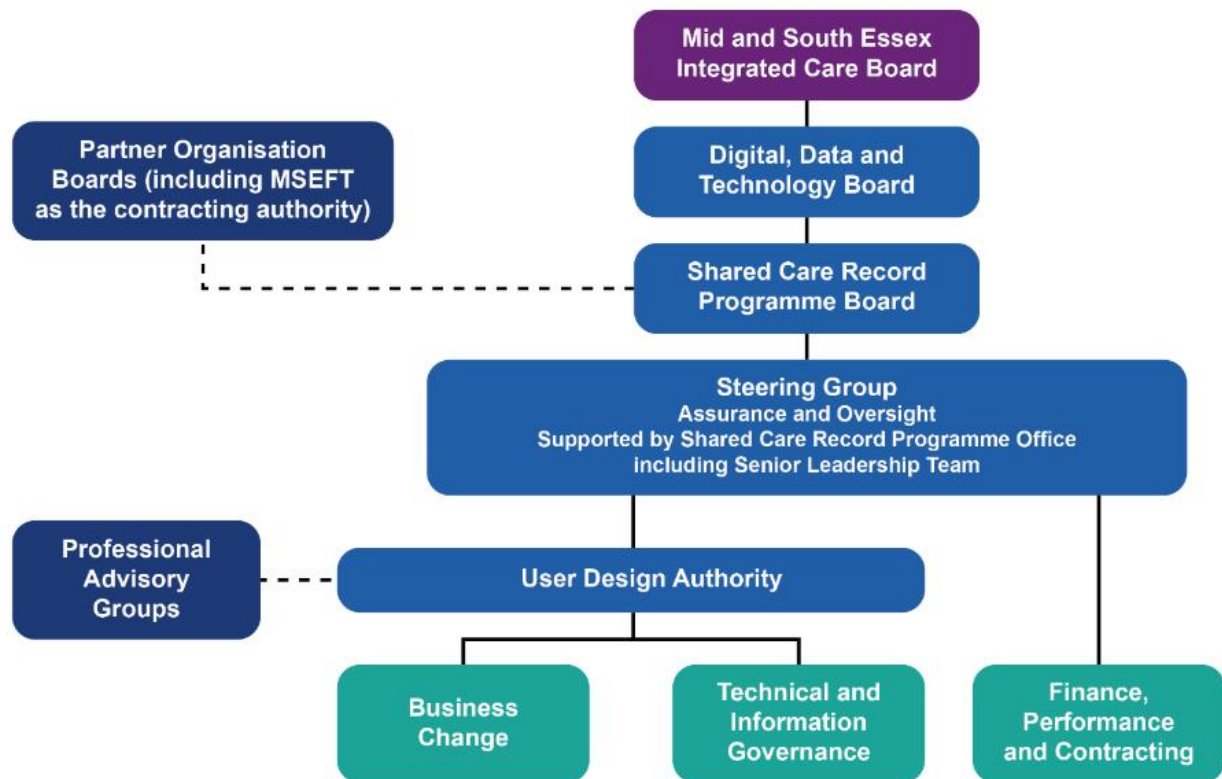 Mid and South Essex
Integrated Care Board
Partner Organisation
Boards (including MSEFT
as the contracting authority)
Digital, Data and
Technology Board
Shared Care Record
Programme Board
Steering Group
Assurance and Oversight
Supported by Shared Care Record Programme Office
including Senior Leadership Team
Professional
Advisory
Groups
User Design Authority
Business
Change
Technical and
Information
Governance
Finance,
Performance
and Contracting